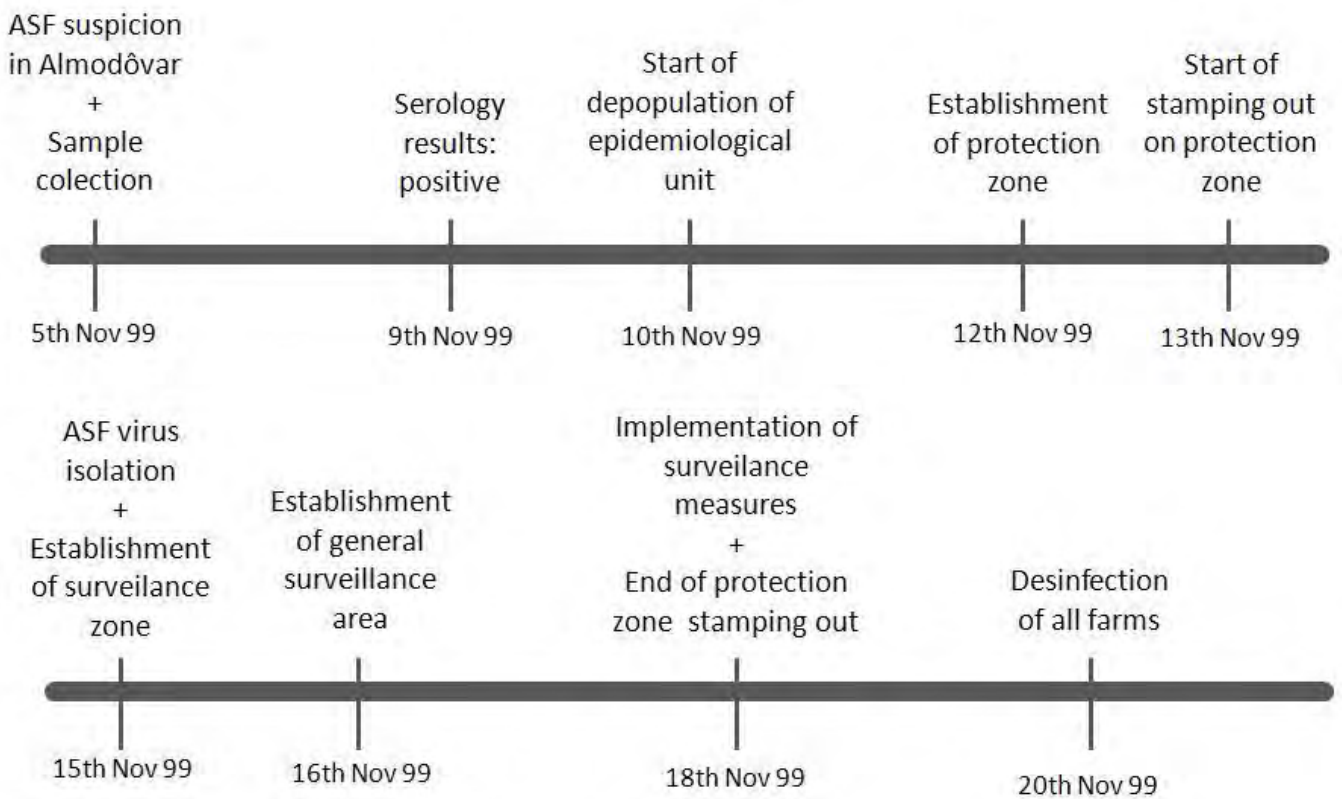 ASF suspicion
in Almodôvar
+
Sample
colection
Serology
results:
positive
Start of
depopulation of
epidemiological
unit
Establishment
of protection
zone
Start of
stamping out
on protection
zone
5th Nov 99
9th Nov 99
10th Nov 99
12th Nov 99
13th Nov 99
ASF virus
isolation
+
Establishment
of surveilance
zone
Establishment
of general
surveillance
area
Implementation of
surveilance
measures
+
End of protection
zone stamping out
Desinfection
of all farms
15th Nov 99
16th Nov 99
18th Nov 99
20th Nov 99